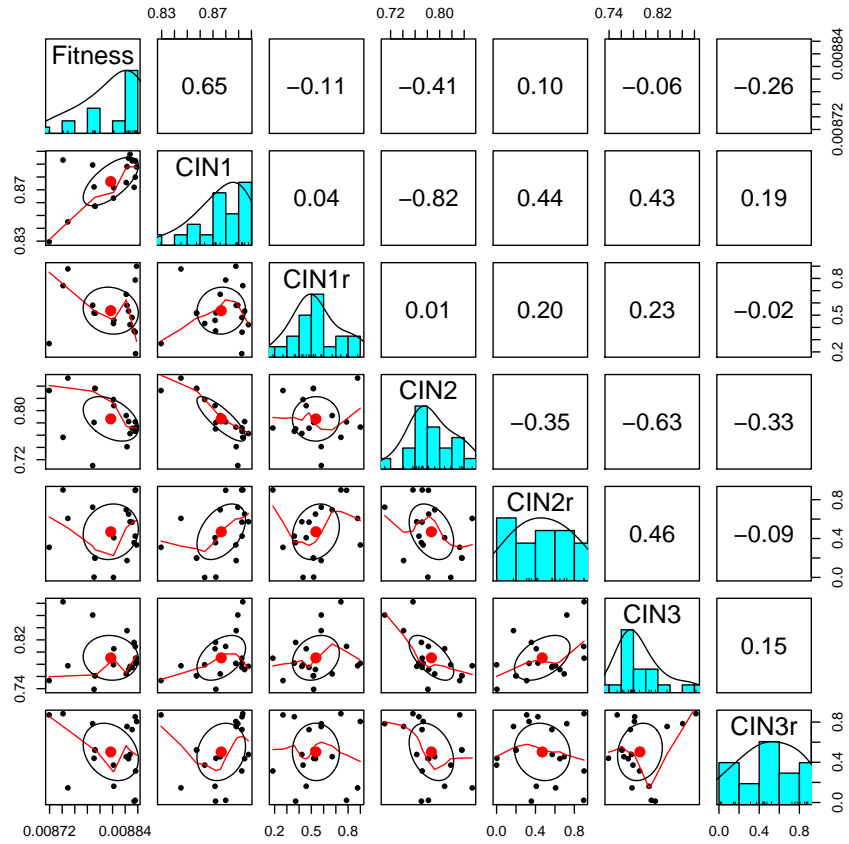 0.83 0.87 0.72 0.80 0.74 0.82
Fitness 0.65 −0.11 −0.41 0.10 −0.06 −0.26 0.00872 0.00884
0.83 0.87 CIN1 0.04 −0.82 0.44 0.43 0.19
CIN1r 0.01 0.20 0.23 −0.02 0.2 0.5 0.8
0.72 0.80 CIN2 −0.35 −0.63 −0.33
CIN2r 0.46 −0.09 0.0 0.4 0.8
0.74 0.82 CIN3 0.15
CIN3r 0.0 0.4 0.8
0.00872 0.00884 0.2 0.5 0.8 0.0 0.4 0.8 0.0 0.4 0.8